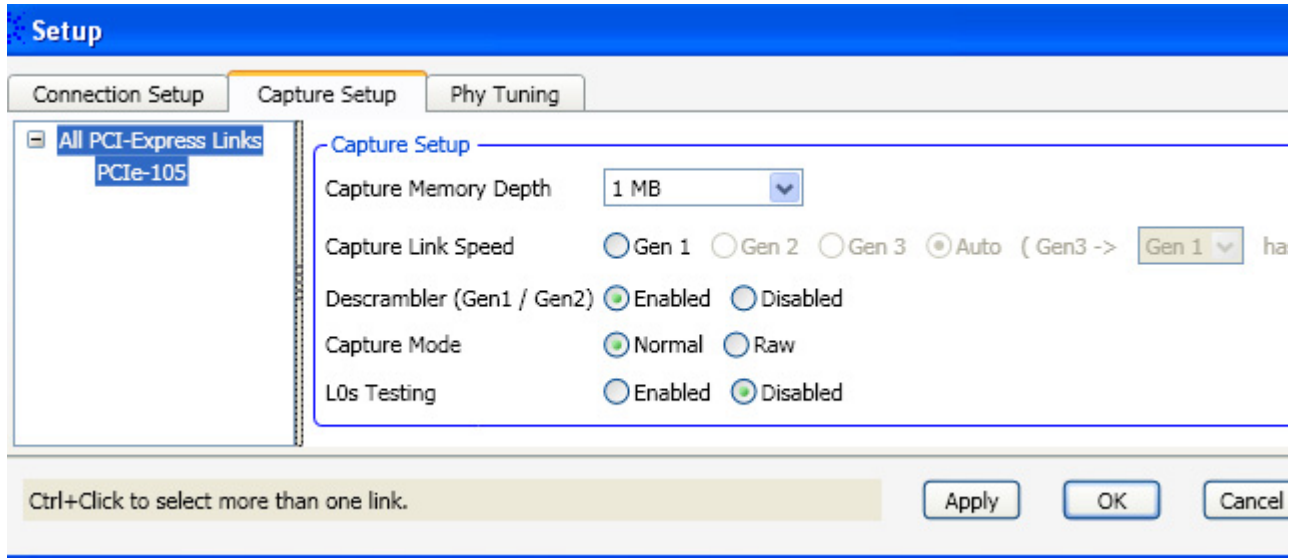 Setup
Connection Setup Capture Setup Phy Tuning
All PCI-Express Links
PCIe-105
Capture Setup
Capture Memory Depth 1 MB
Capture Link Speed Gen 1 Gen 2 Gen 3 Auto ( Gen3 -> Gen 1 ha
Descrambler (Gen1 / Gen2) Enabled Disabled
Capture Mode Normal Raw
L0s Testing Enabled Disabled
Ctrl+Click to select more than one link. Apply OK Cancel